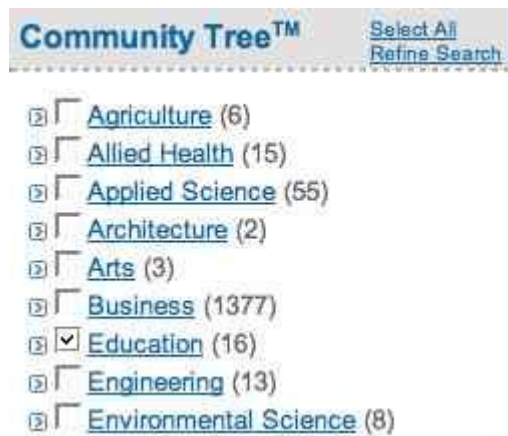 Community Tree™
Select All
Refine Search
Agriculture (6)
Allied Health (15)
Applied Science (55)
Architecture (2)
Arts (3)
Business (1377)
Education (16)
Engineering (13)
Environmental Science (8)